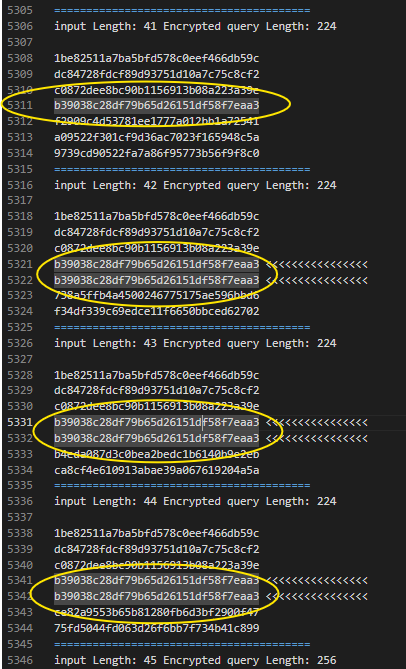 5305 ========================================
5306 input Length: 41 Encrypted query Length: 224
5307
5308 1be82511a7ba5bfd578c0eef466db59c
5309 dc84728fdcf89d93751d10a7c75c8cf2
5310 c0872dee8bc90b1156913b08a223a39e
5311 b39038c28df79b65d26151df58f7eaa3
5312 f2909c4d53781ee1777a012bb1a72541
5313 a09522f301cf9d36ac7023f165948c5a
5314 9739cd90522fa7a86f95773b56f9f8c0
5315 ========================================
5316 input Length: 42 Encrypted query Length: 224
5317
5318 1be82511a7ba5bfd578c0eef466db59c
5319 dc84728fdcf89d93751d10a7c75c8cf2
5320 c0872dee8bc90b1156913b08a223a39e
5321 b39038c28df79b65d26151df58f7eaa3 <<<<<<<<<<<<<<<<
5322 b39038c28df79b65d26151df58f7eaa3 <<<<<<<<<<<<<<<<
5323 738a5ffb4a4500246775175ae596bbd6
5324 f34df339c69edce11f6650bbced62702
5325 ========================================
5326 input Length: 43 Encrypted query Length: 224
5327
5328 1be82511a7ba5bfd578c0eef466db59c
5329 dc84728fdcf89d93751d10a7c75c8cf2
5330 c0872dee8bc90b1156913b08a223a39e
5331 b39038c28df79b65d26151df58f7eaa3 <<<<<<<<<<<<<<<<
5332 b39038c28df79b65d26151df58f7eaa3 <<<<<<<<<<<<<<<<
5333 b4eda087d3c0bea2bedc1b6140b9e2eb
5334 ca8cf4e610913abae39a067619204a5a
5335 ========================================
5336 input Length: 44 Encrypted query Length: 224
5337
5338 1be82511a7ba5bfd578c0eef466db59c
5339 dc84728fdcf89d93751d10a7c75c8cf2
5340 c0872dee8bc90b1156913b08a223a39e
5341 b39038c28df79b65d26151df58f7eaa3 <<<<<<<<<<<<<<<<
5342 b39038c28df79b65d26151df58f7eaa3 <<<<<<<<<<<<<<<<
5343 ce82a9553b65b81280fb6d3bf2900f47
5344 75fd5044fd063d26f6bb7f734b41c899
5345 ========================================
5346 input Length: 45 Encrypted query Length: 256